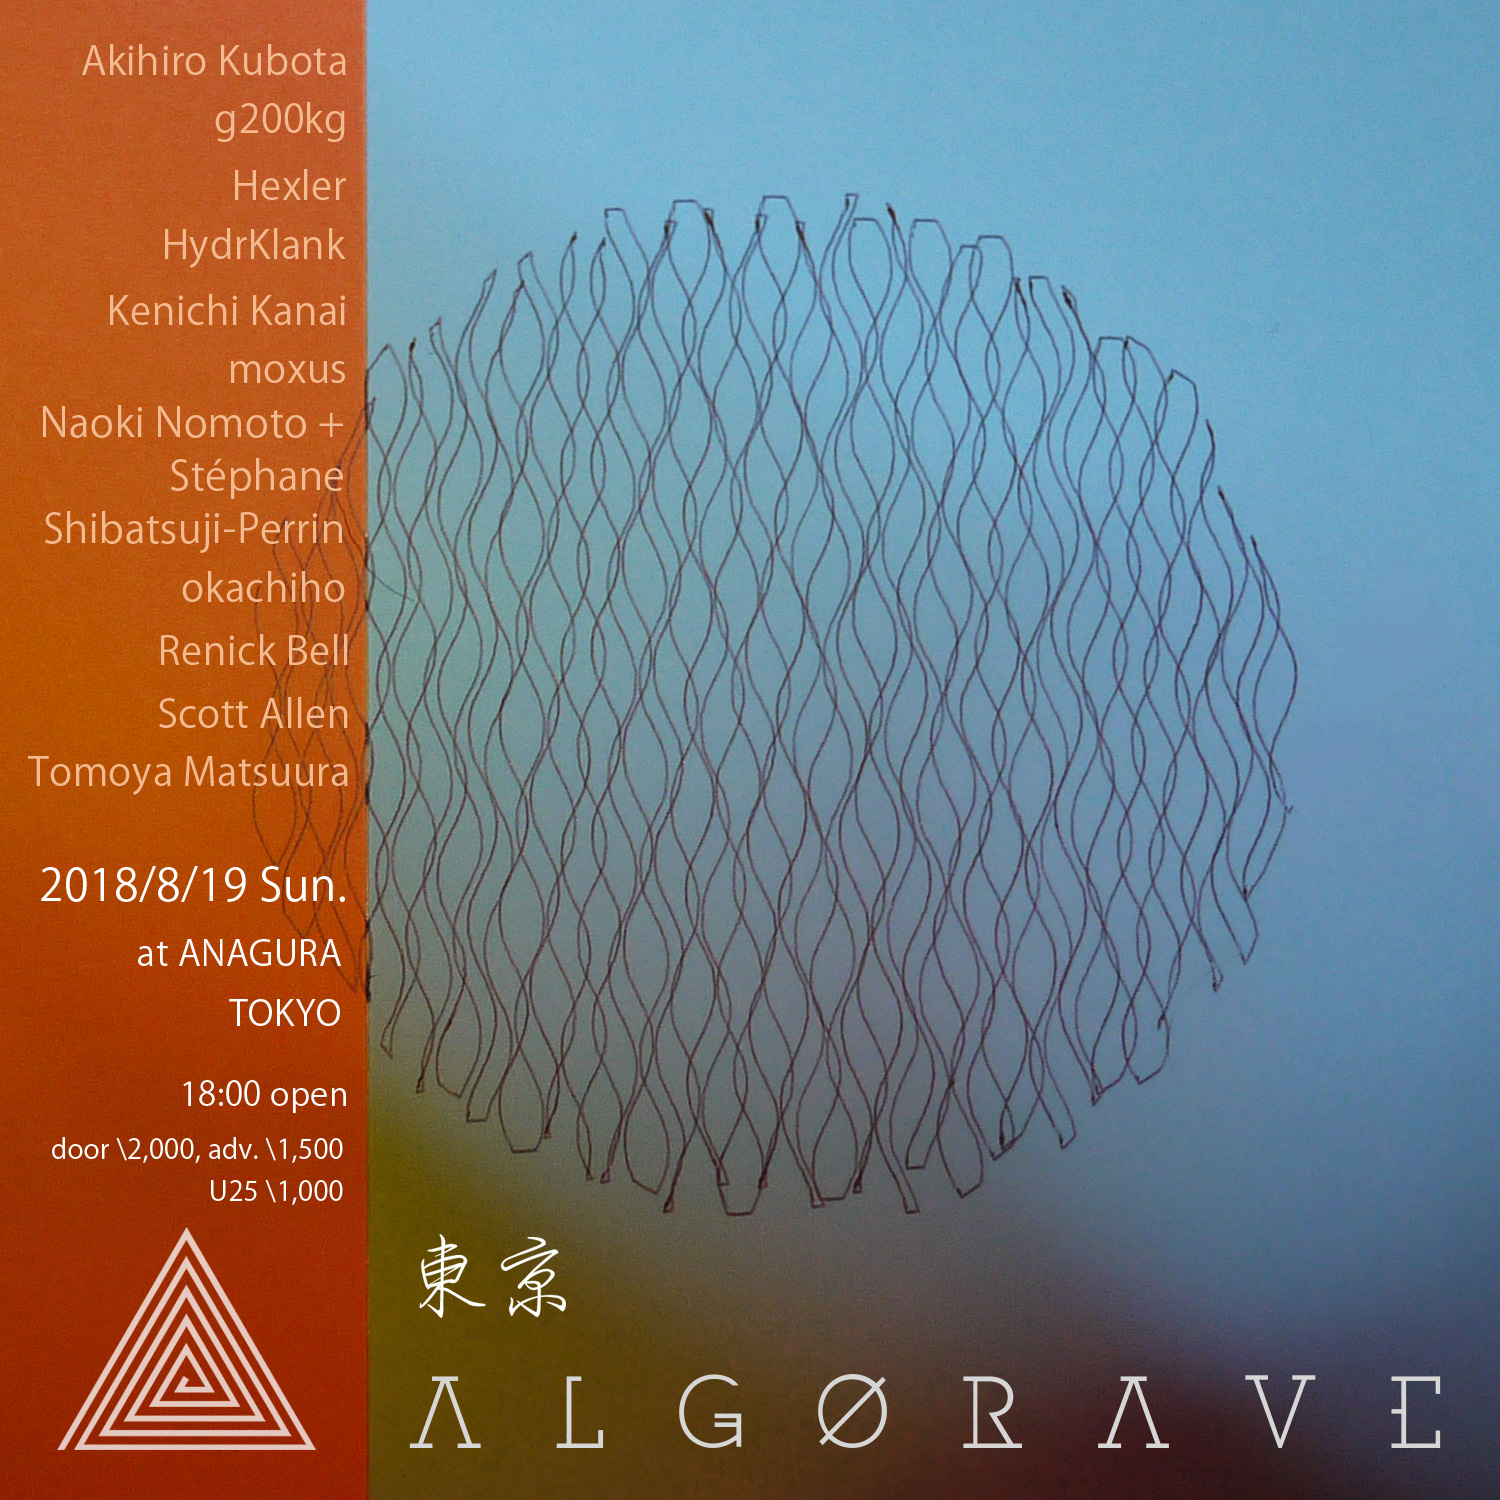 Akihiro Kubota
g200kg
Hexler
HydrKlank
Kenichi Kanai
moxus
Naoki Nomoto +
Stéphane
Shibatsuji-Perrin
okachiho
Renick Bell
Scott Allen
Tomoya Matsuura
2018/8/19 Sun.
at ANAGURA
TOKYO
18:00 open
door \2,000, adv. \1,500
U25 \1,000
東京
ALGØRAVE